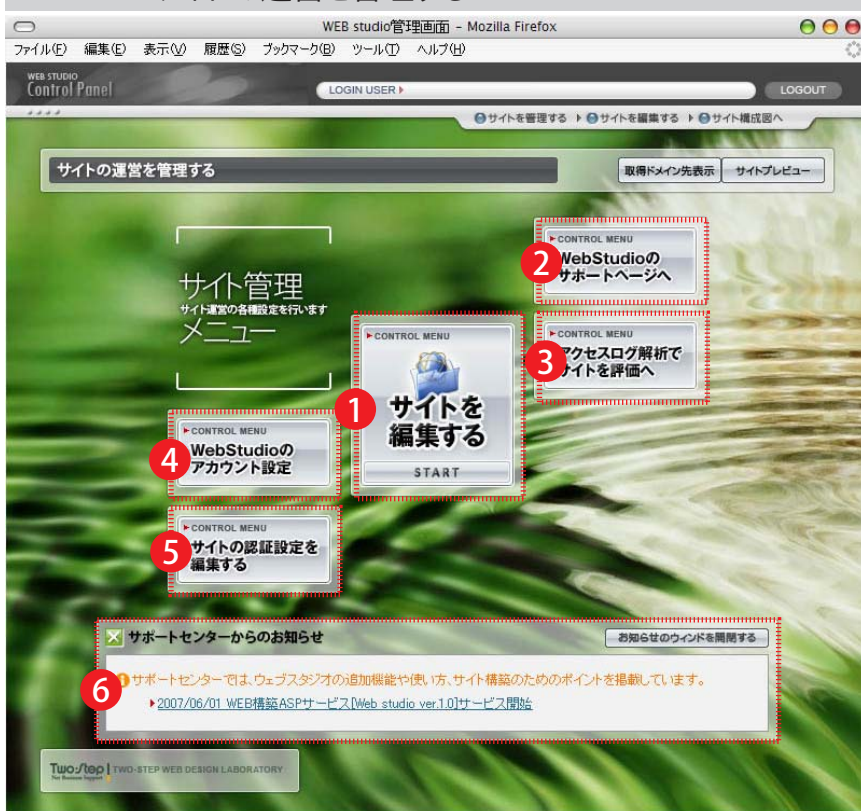 WEB studio管理画面 - Mozilla Firefox
ファイル(F) 編集(E) 表示(V) 履歴(S) ブックマーク(B) ツール(T) ヘルプ(H)
WEB STUDIO
Control Panel
LOGIN USER
LOGOUT
サイトを管理する サイトを編集する サイト構成図へ
サイトの運営を管理する
取得ドメイン先表示 サイトプレビュー
サイト管理
サイト運営の各種設定を行います
メニュー
1
CONTROL MENU
サイトを
編集する
START
2
CONTROL MENU
WebStudioの
サポートページへ
3
CONTROL MENU
アクセスログ解析で
サイトを評価へ
4
CONTROL MENU
WebStudioの
アカウント設定
5
CONTROL MENU
サイトの認証設定を
編集する
サポートセンターからのお知らせ
お知らせのウィンドを開閉する
6
サポートセンターでは、ウェブスタジオの追加機能や使い方、サイト構築のためのポイントを掲載しています。
2007/06/01 WEB構築ASPサービス[Web studio ver.1.0]サービス開始
Two:/tep | TWO-STEP WEB DESIGN LABORATORY